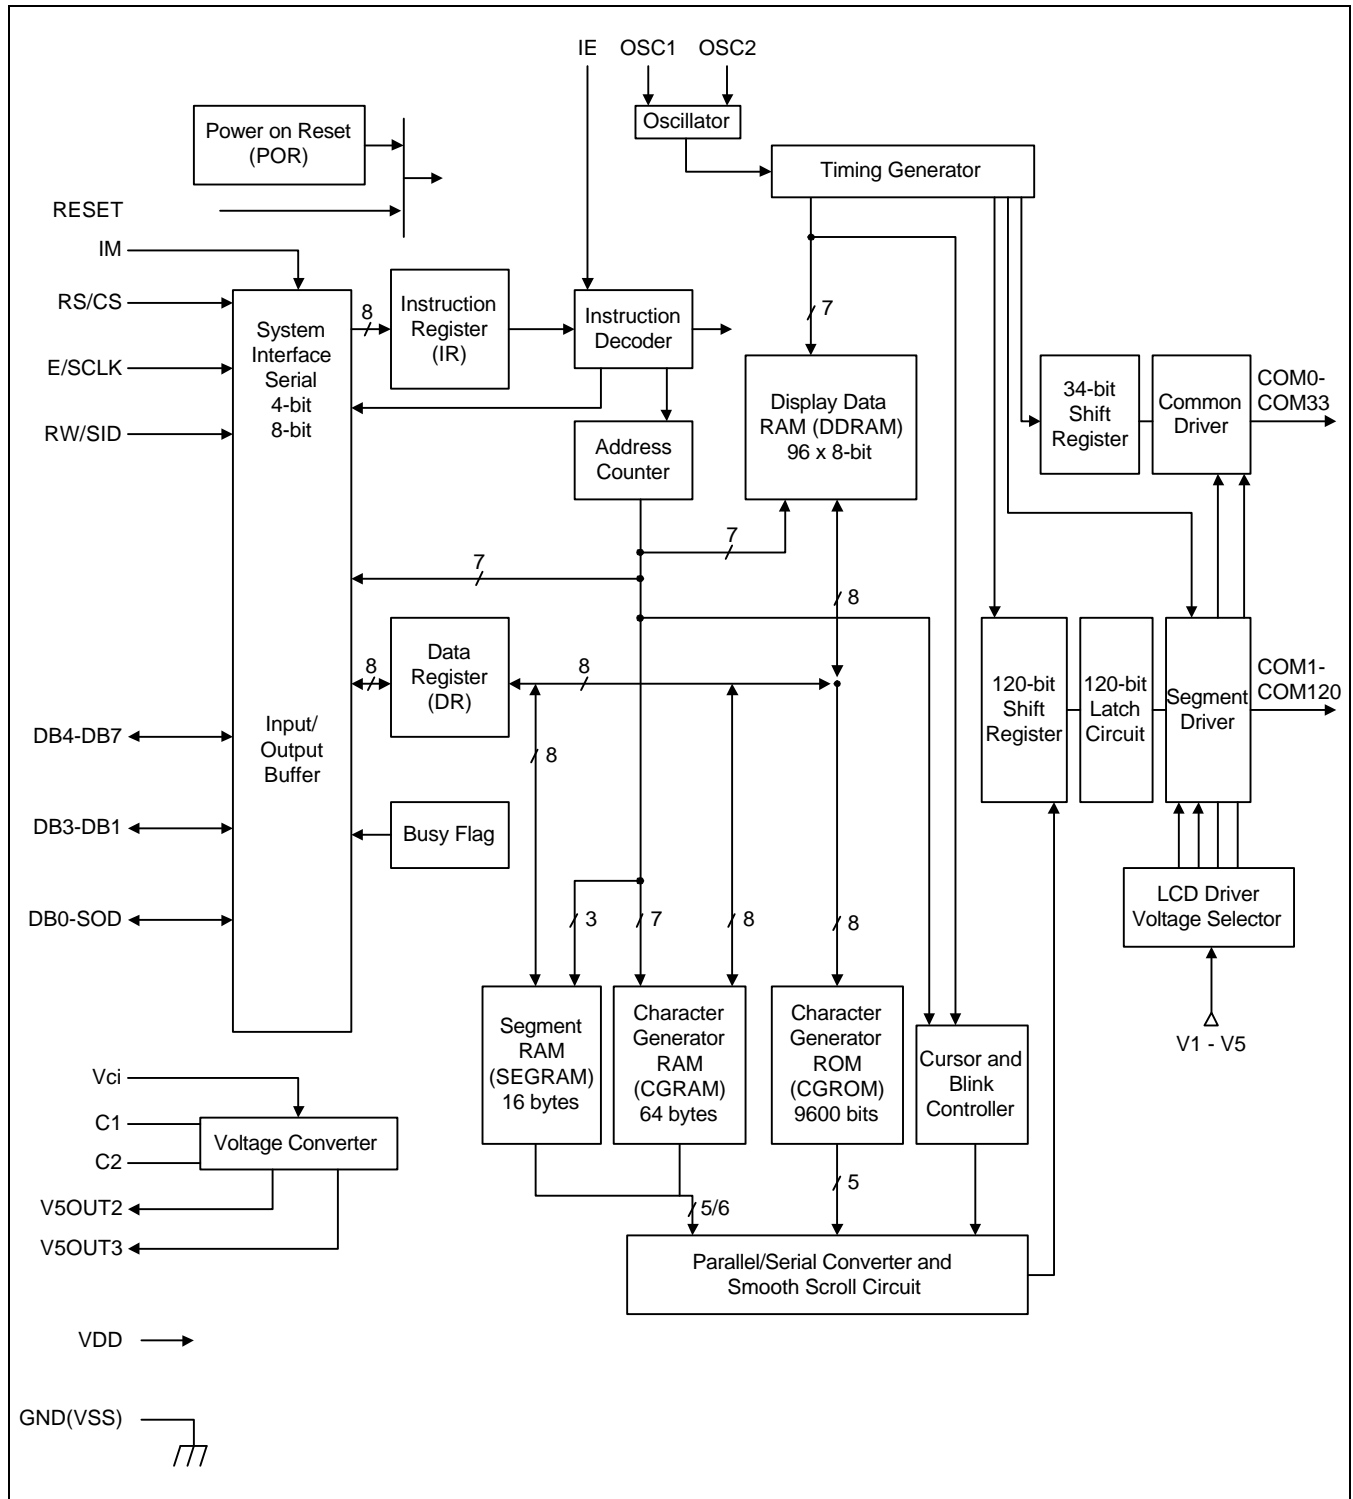 IE
OSC1
OSC2
Oscillator
Power on Reset
(POR)
Timing Generator
RESET
IM
RS/CS
E/SCLK
RW/SID
System
Interface
Serial
4-bit
8-bit
8
Instruction
Register
(IR)
Instruction
Decoder
7
Display Data
RAM (DDRAM)
96 x 8-bit
34-bit
Shift
Register
Common
Driver
COM0-
COM33
Address
Counter
7
7
8
8
Data
Register
(DR)
8
8
120-bit
Shift
Register
120-bit
Latch
Circuit
Segment
Driver
COM1-
COM120
DB4-DB7
Input/
Output
Buffer
DB3-DB1
Busy Flag
DB0-SOD
3
7
8
8
LCD Driver
Voltage Selector
V1 - V5
Segment
RAM
(SEGRAM)
16 bytes
Character
Generator
RAM
(CGRAM)
64 bytes
Character
Generator
ROM
(CGROM)
9600 bits
Cursor and
Blink
Controller
Vci
C1
C2
Voltage Converter
V5OUT2
V5OUT3
5/6
5
Parallel/Serial Converter and
Smooth Scroll Circuit
VDD
GND(VSS)